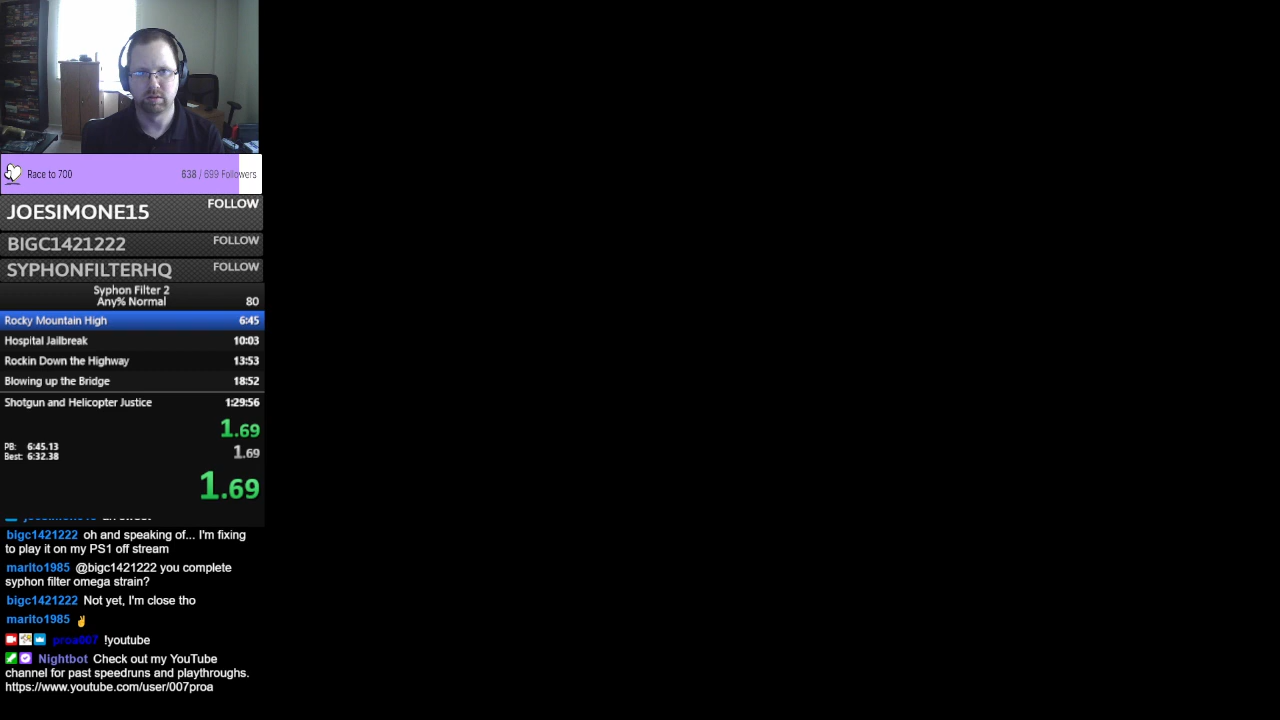 Race to 700 638 / 699 Followers
JOESIMONE15 FOLLOW
BIGC1421222 FOLLOW
SYPHONFILTERHQ FOLLOW
Syphon Filter 2
Any% Normal 80
Rocky Mountain High 6:45
Hospital Jailbreak 10:03
Rockin Down the Highway 13:53
Blowing up the Bridge 18:52
Shotgun and Helicopter Justice 1:29:56
1.69
PB: 6:45.13
Best: 6:32.38
1.69
1.69
bigc1421222 oh and speaking of... I'm fixing
to play it on my PS1 off stream
marito1985 @bigc1421222 you complete
syphon filter omega strain?
bigc1421222 Not yet, I'm close tho
marito1985 ✌
proa007 !youtube
Nightbot Check out my YouTube
channel for past speedruns and playthroughs.
https://www.youtube.com/user/007proa